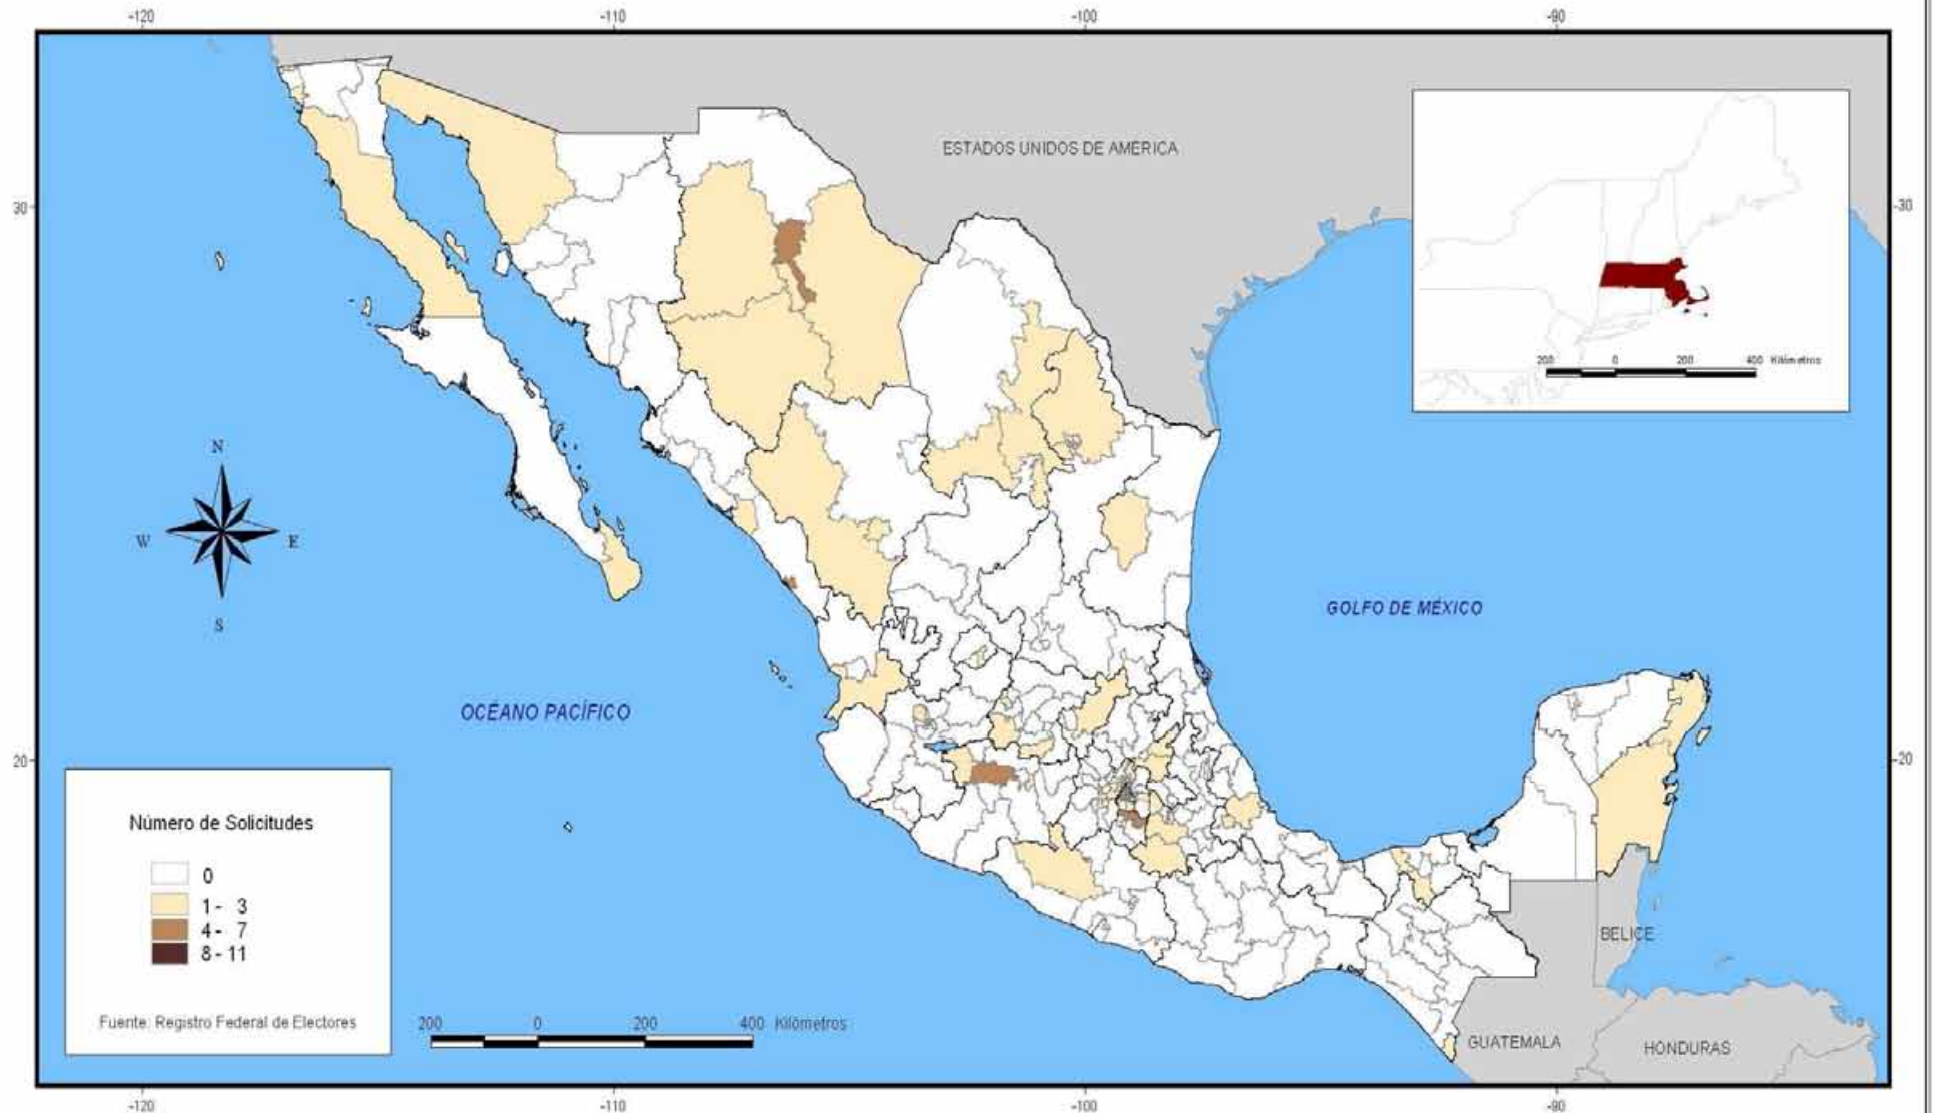 -120 -110 -100 -90
30 30
ESTADOS UNIDOS DE AMÉRICA
200 0 200 400 Kilómetros
N
W E
S
GOLFO DE MÉXICO
OCÉANO PACÍFICO
20 20
Número de Solicitudes
0
1 - 3
4 - 7
8 - 11
Fuente: Registro Federal de Electores
200 0 200 400 Kilómetros
BELICE
GUATEMALA
HONDURAS
-120 -110 -100 -90